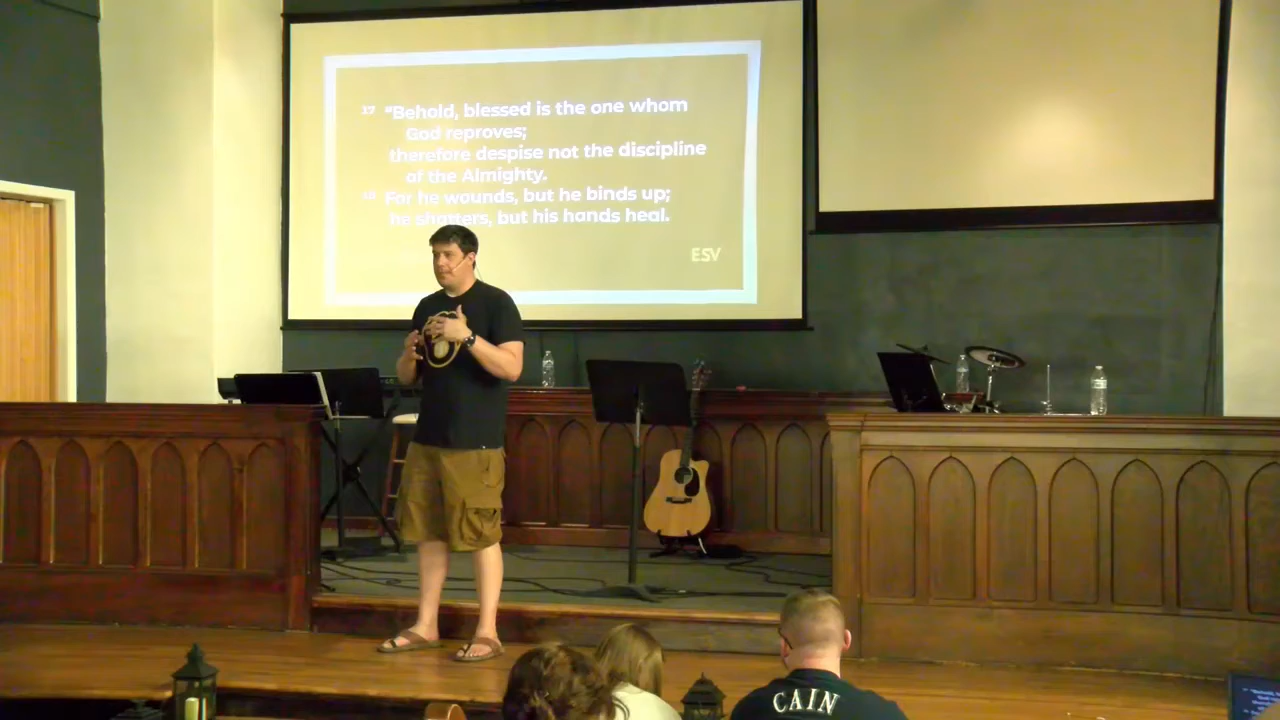 17 "Behold, blessed is the one whom
God reproves;
therefore despise not the discipline
of the Almighty.
18 For he wounds, but he binds up;
he shatters, but his hands heal.
ESV
CAIN